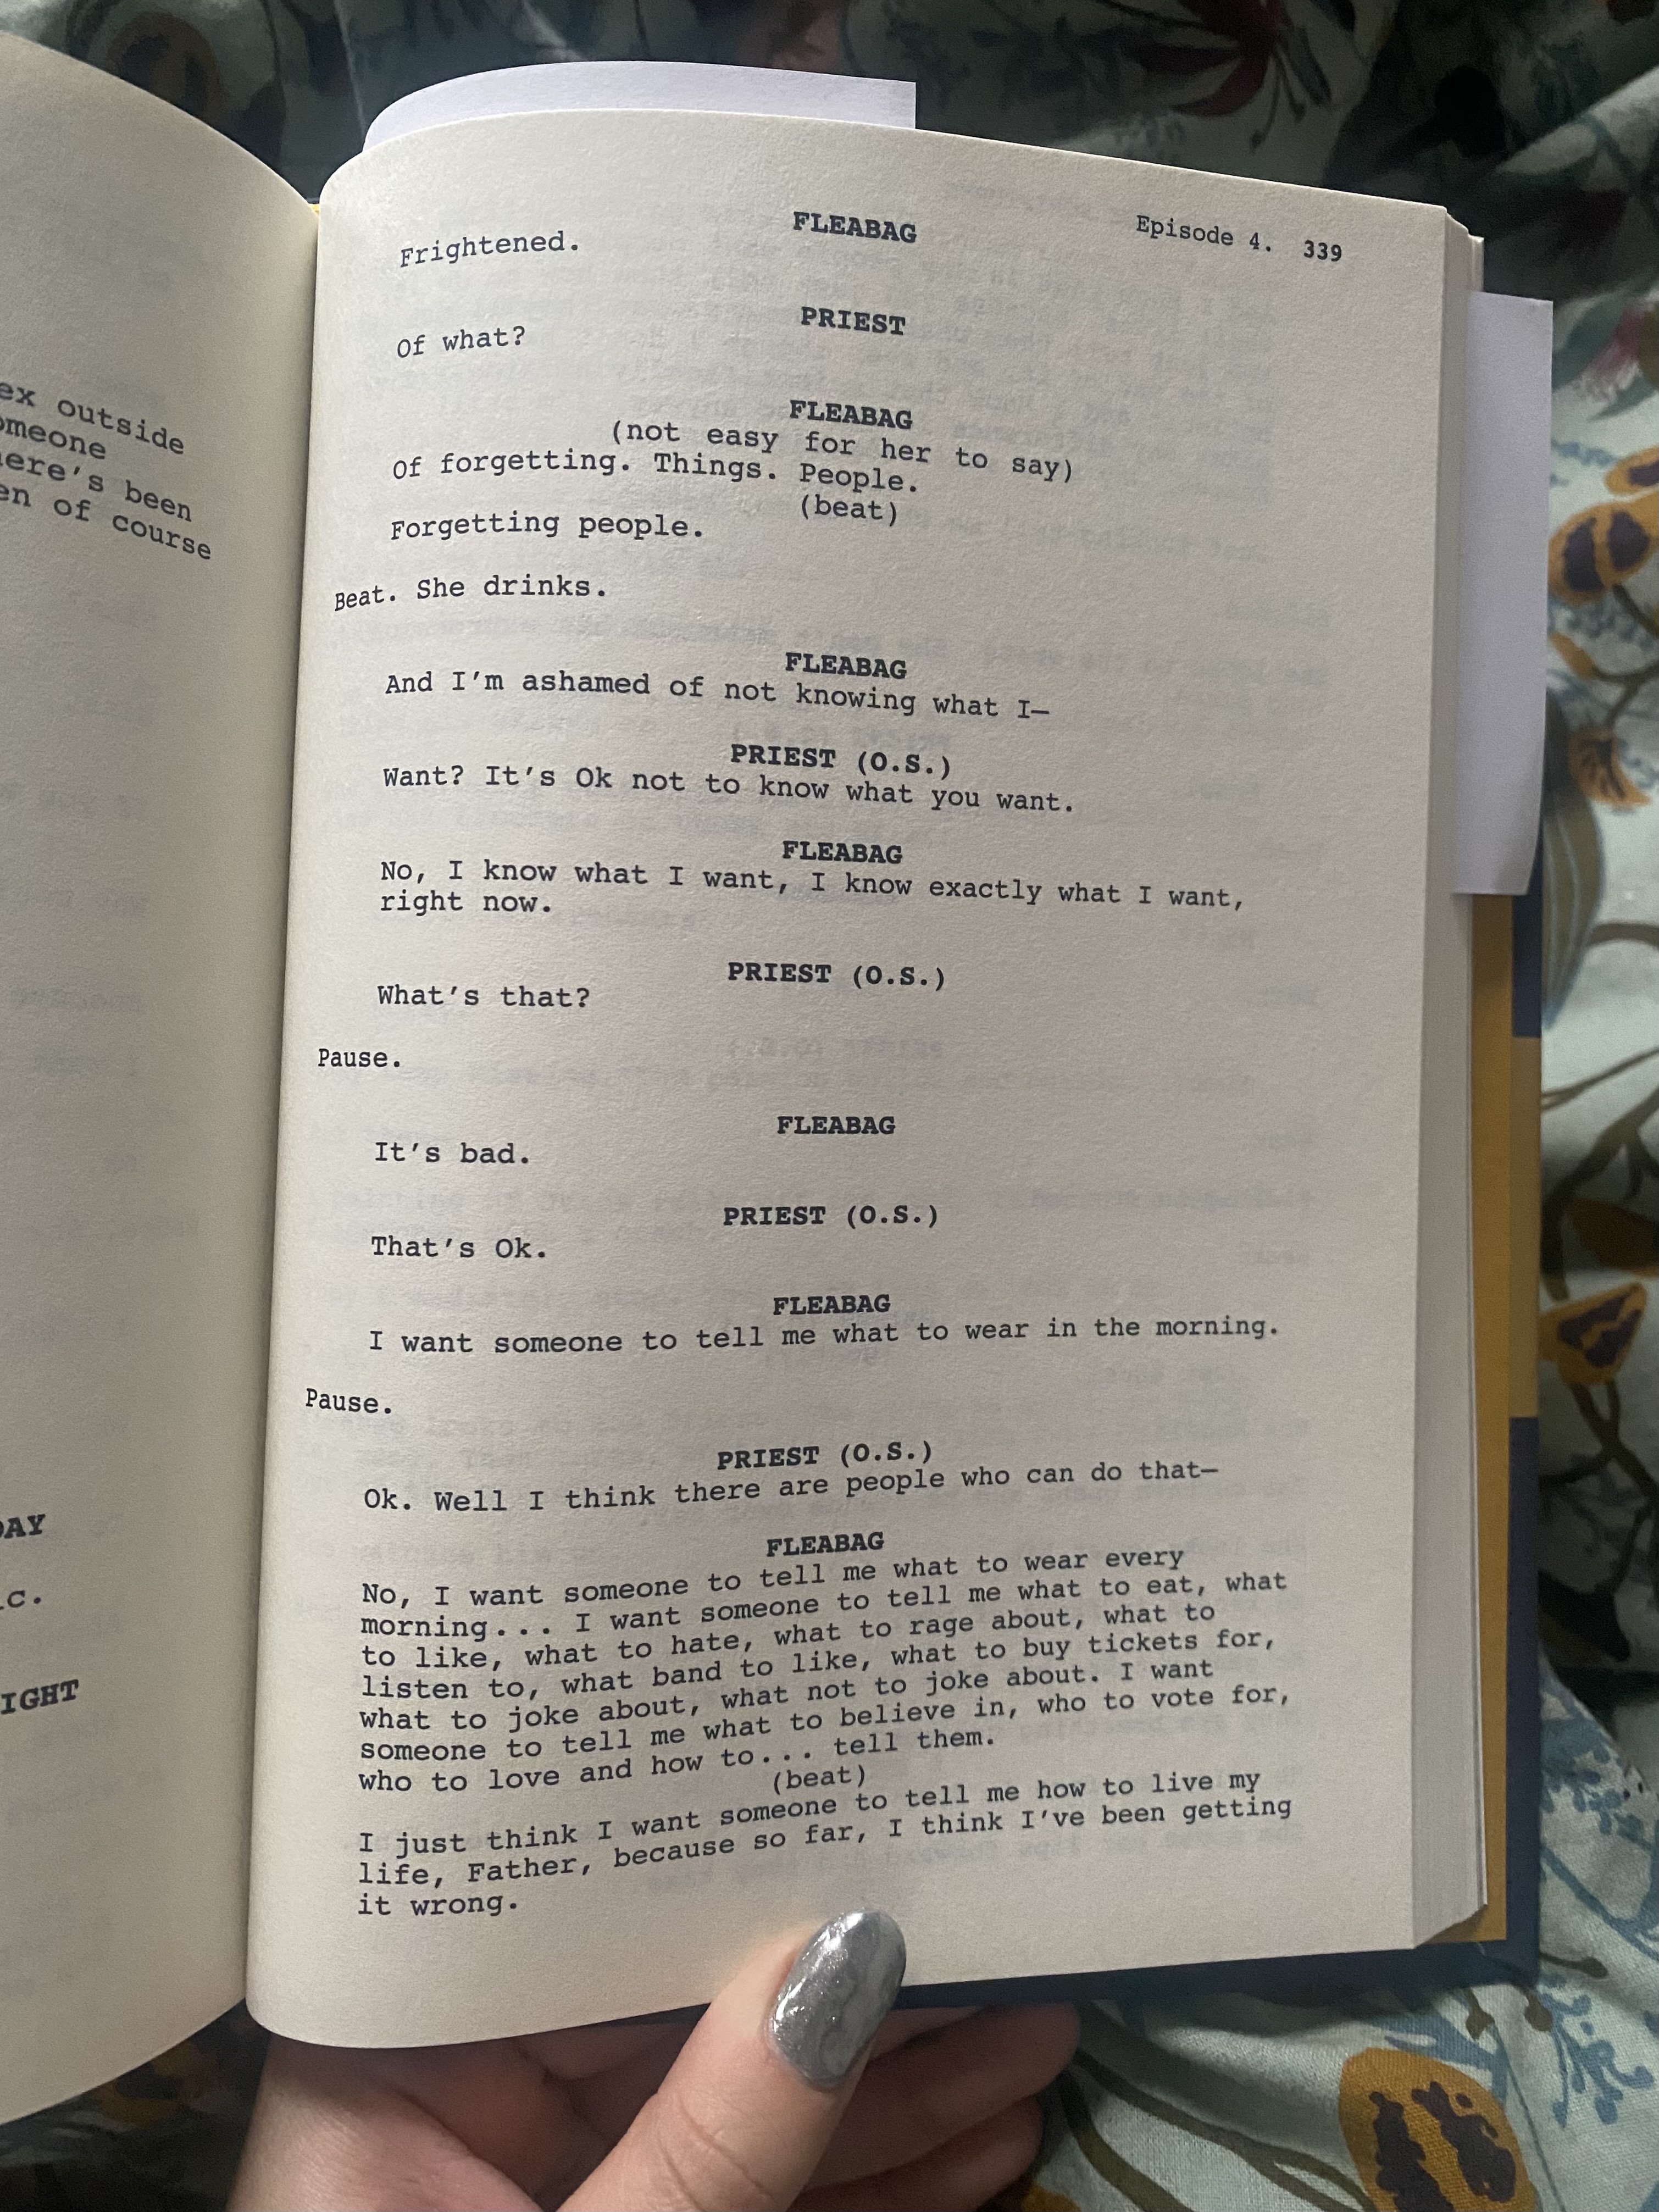 ex outside
omeone
here's been
en of course
DAY
IGHT
FLEABAG Episode 4. 339
Frightened.
PRIEST
Of what?
FLEABAG
(not easy for her to say)
Of forgetting. Things. People.
(beat)
Forgetting people.
Beat. She drinks.
FLEABAG
And I'm ashamed of not knowing what I—
PRIEST (O.S.)
Want? It's Ok not to know what you want.
FLEABAG
No, I know what I want, I know exactly what I want,
right now.
PRIEST (O.S.)
What's that?
Pause.
FLEABAG
It's bad.
PRIEST (O.S.)
That's Ok.
FLEABAG
I want someone to tell me what to wear in the morning.
Pause.
PRIEST (O.S.)
Ok. Well I think there are people who can do that—
FLEABAG
No, I want someone to tell me what to wear every
morning... I want someone to tell me what to eat, what
to like, what to hate, what to rage about, what to
listen to, what band to like, what to buy tickets for,
what to joke about, what not to joke about. I want
someone to tell me what to believe in, who to vote for,
who to love and how to... tell them.
(beat)
I just think I want someone to tell me how to live my
life, Father, because so far, I think I've been getting
it wrong.